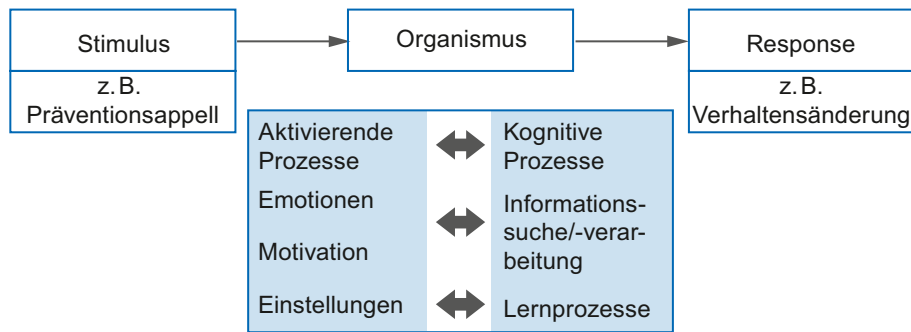 Stimulus
z. B.
Präventionsappell
Organismus
Response
z. B.
Verhaltensänderung
Aktivierende
Prozesse
Emotionen
Motivation
Einstellungen
Kognitive
Prozesse
Informations-
suche/-verar-
beitung
Lernprozesse